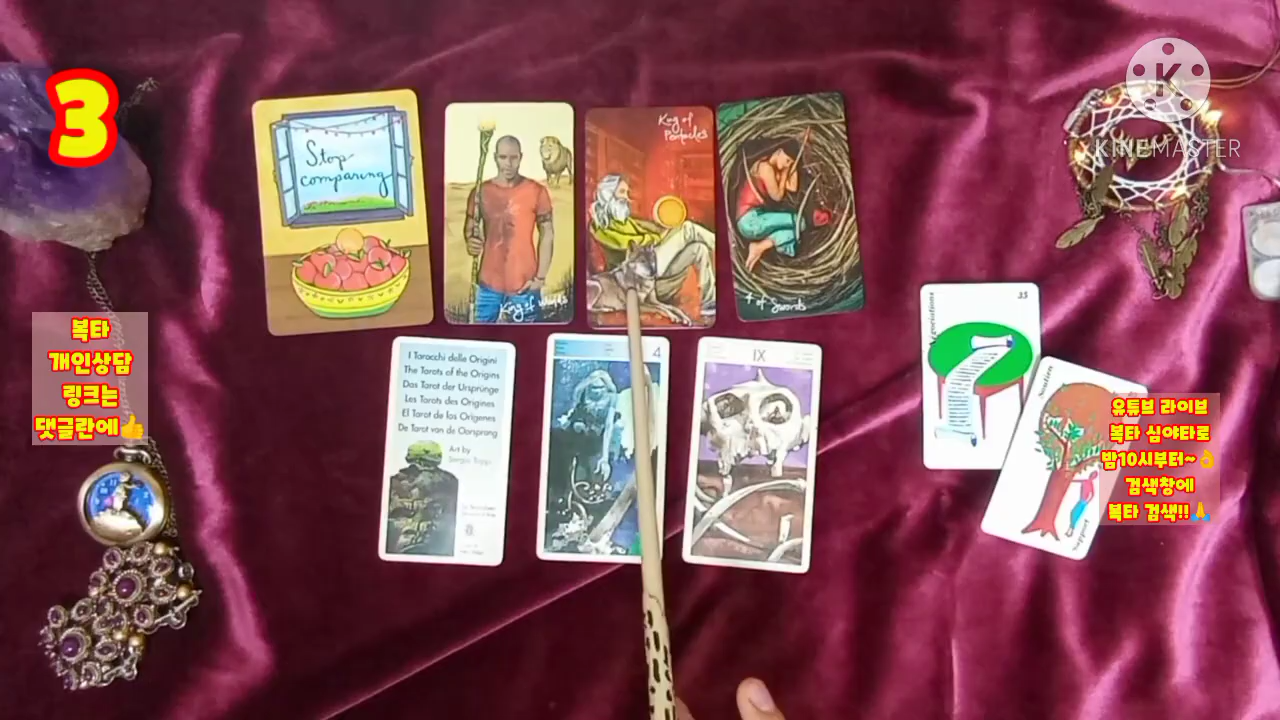 3
K
KINEMASTER
Stop
comparing
King of Wands
King of
Pentacles
4 of Swords
복타
개인상담
링크는
댓글란에👍
I Tarocchi delle Origini
The Tarots of the Origins
Das Tarot der Ursprünge
Les Tarots des Origines
El Tarot de los Orígenes
De Tarot van de Oorsprong
Art by
Sergio Toppi
4
IX
35
유튜브 라이브
복타 심야타로
밤10시부터~👌
검색창에
복타 검색!!🙏